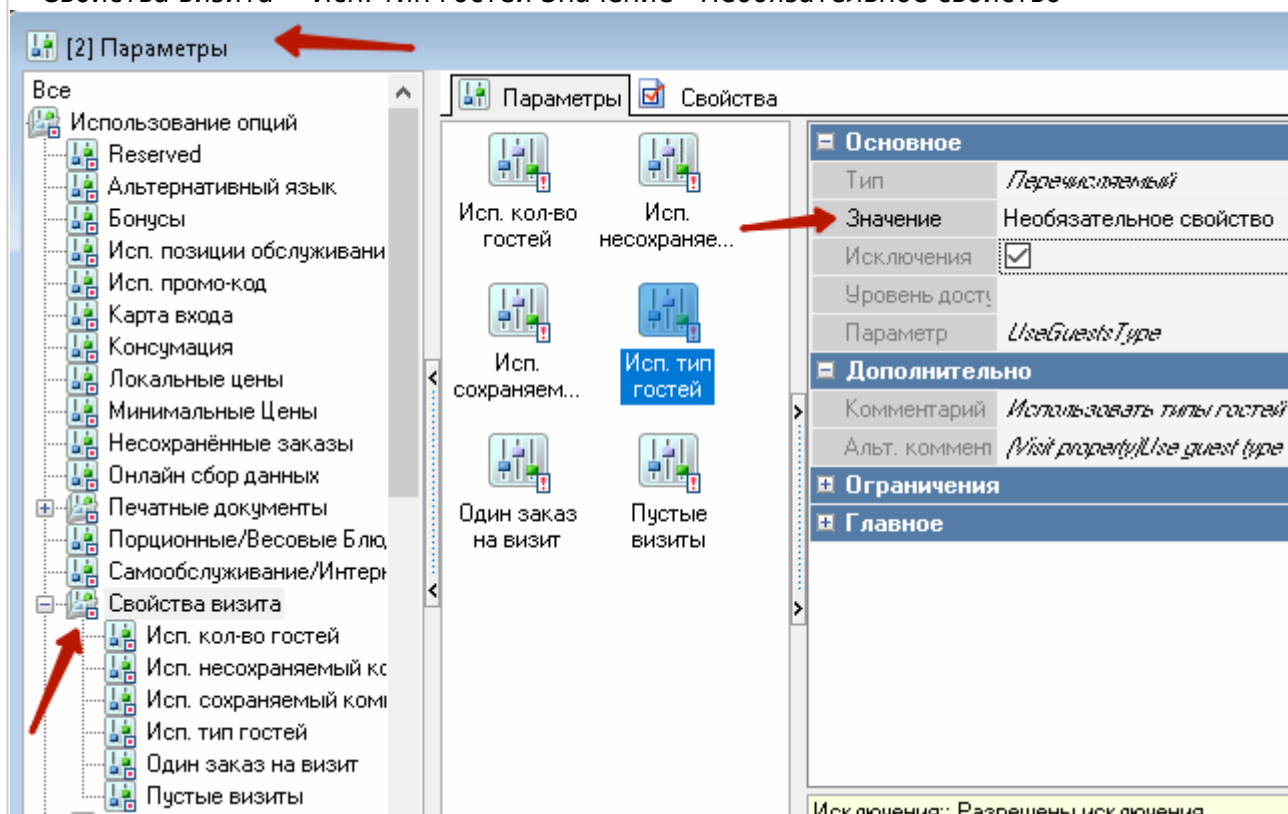 [2] Параметры
Все
Использование опций
Reserved
Альтернативный язык
Бонусы
Исп. позиции обслуживани
Исп. промо-код
Карта входа
Консумация
Локальные цены
Минимальные Цены
Несохранённые заказы
Онлайн сбор данных
Печатные документы
Порционные/Весовые Блю
Самообслуживание/Интерн
Свойства визита
Исп. кол-во гостей
Исп. несохраняемый ко
Исп. сохраняемый комм
Исп. тип гостей
Один заказ на визит
Пустые визиты
Параметры Свойства
Исп. кол-во
гостей
Исп.
несохраняе...
Исп.
сохраняем...
Исп. тип
гостей
Один заказ
на визит
Пустые
визиты
Основное
Тип Перечисляемый
Значение Необязательное свойство
Исключения
Уровень досту
Параметр UseGuestsType
Дополнительно
Комментарий Использовать типы гостей
Альт. коммент (Visit property)Use guest type
Ограничения
Главное